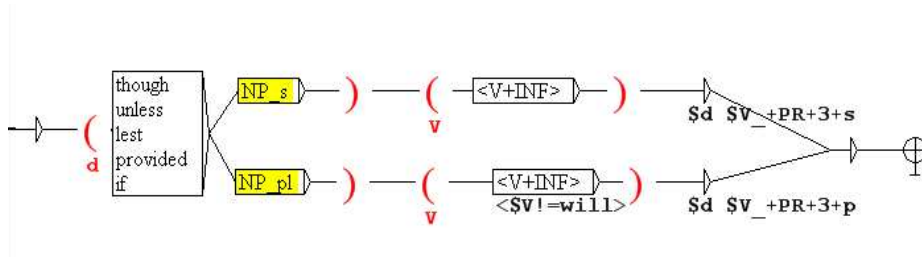 though
unless
lest
provided
if
d
NP_s
V
<V+INF>
$d $V_+PR+3+s
NP_pl
V
<V+INF>
<$V!=will>
$d $V_+PR+3+p